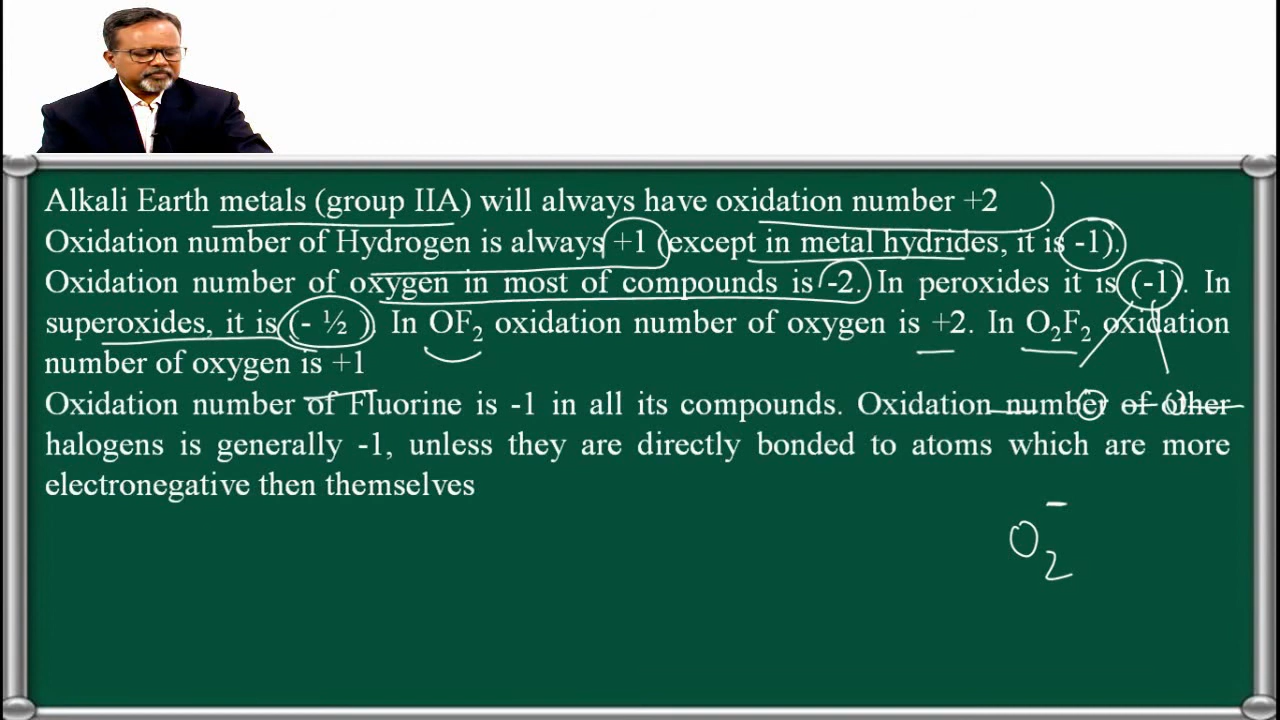 Alkali Earth metals (group IIA) will always have oxidation number +2
Oxidation number of Hydrogen is always +1 (except in metal hydrides, it is -1).
Oxidation number of oxygen in most of compounds is -2. In peroxides it is (-1). In
superoxides, it is (- ½ ). In OF₂ oxidation number of oxygen is +2. In O₂F₂ oxidation
number of oxygen is +1
Oxidation number of Fluorine is -1 in all its compounds. Oxidation number of other
halogens is generally -1, unless they are directly bonded to atoms which are more
electronegative then themselves
O₂⁻